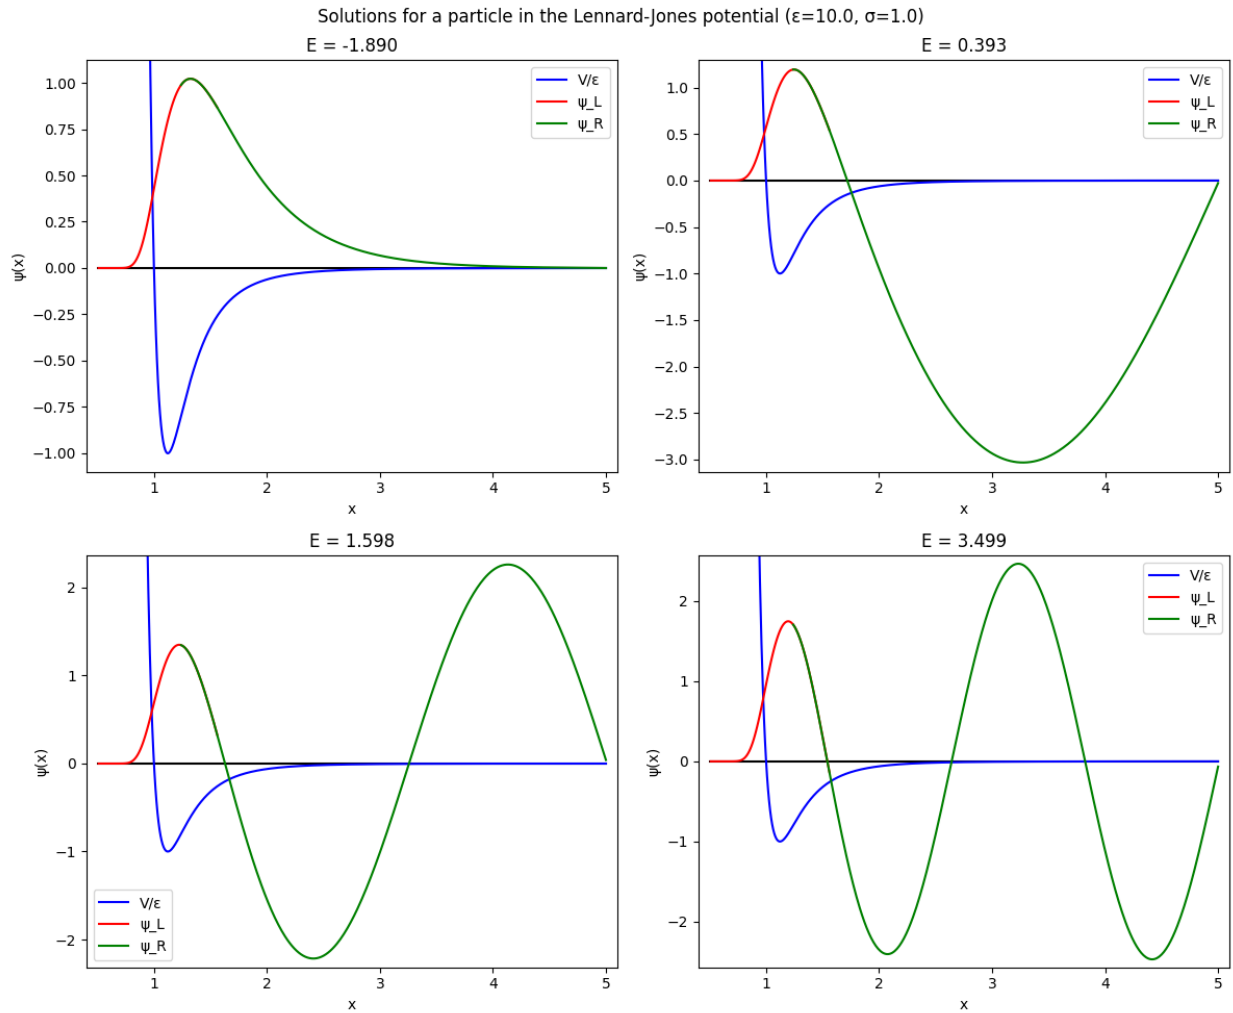 Solutions for a particle in the Lennard-Jones potential (ε=10.0, σ=1.0)
E = -1.890
ψ(x)
1.00
0.75
0.50
0.25
0.00
−0.25
−0.50
−0.75
−1.00
V/ε
ψ_L
ψ_R
1 2 3 4 5
x
E = 0.393
ψ(x)
1.0
0.5
0.0
−0.5
−1.0
−1.5
−2.0
−2.5
−3.0
V/ε
ψ_L
ψ_R
1 2 3 4 5
x
E = 1.598
ψ(x)
2
1
0
−1
−2
V/ε
ψ_L
ψ_R
1 2 3 4 5
x
E = 3.499
ψ(x)
2
1
0
−1
−2
V/ε
ψ_L
ψ_R
1 2 3 4 5
x